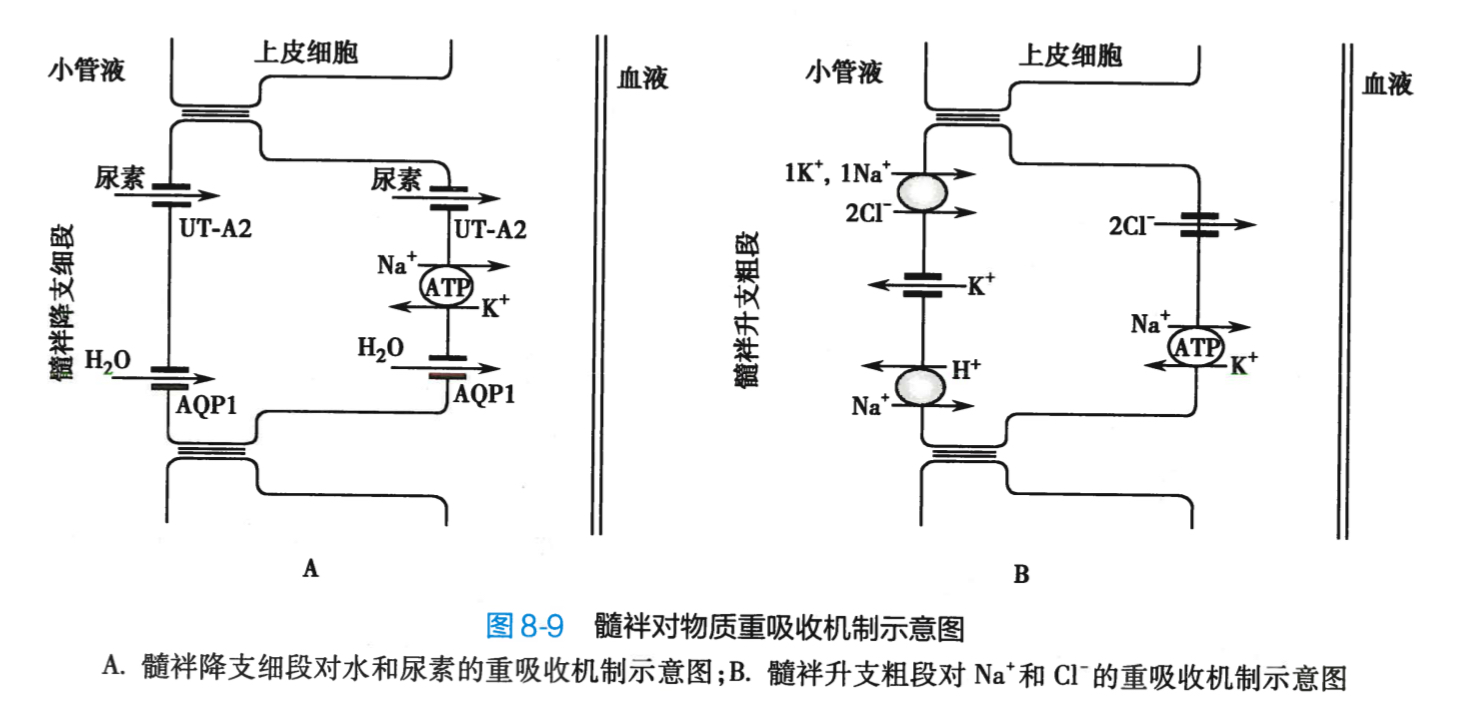 小管液
上皮细胞
血液
髓袢降支细段
尿素
UT-A2
H₂O
AQP1
尿素
UT-A2
Na⁺
ATP
K⁺
H₂O
AQP1
A
小管液
上皮细胞
血液
髓袢升支粗段
1K⁺, 1Na⁺
2Cl⁻
K⁺
H⁺
Na⁺
2Cl⁻
Na⁺
ATP
K⁺
B
图 8-9 髓袢对物质重吸收机制示意图
A. 髓袢降支细段对水和尿素的重吸收机制示意图;B. 髓袢升支粗段对 Na⁺和 Cl⁻的重吸收机制示意图